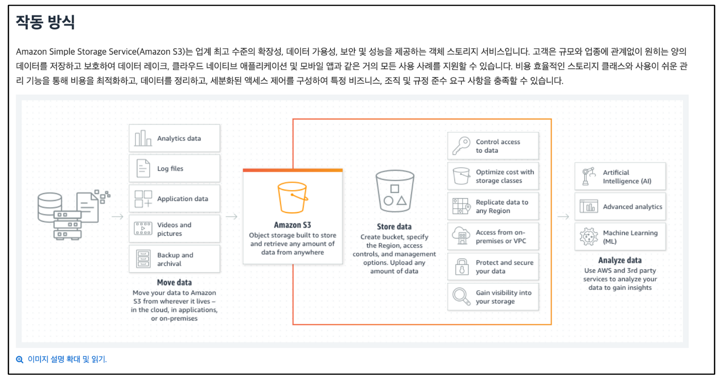 작동 방식
Amazon Simple Storage Service(Amazon S3)는 업계 최고 수준의 확장성, 데이터 가용성, 보안 및 성능을 제공하는 객체 스토리지 서비스입니다. 고객은 규모와 업종에 관계없이 원하는 양의
데이터를 저장하고 보호하여 데이터 레이크, 클라우드 네이티브 애플리케이션 및 모바일 앱과 같은 거의 모든 사용 사례를 지원할 수 있습니다. 비용 효율적인 스토리지 클래스와 사용이 쉬운 관
리 기능을 통해 비용을 최적화하고, 데이터를 정리하고, 세분화된 액세스 제어를 구성하여 특정 비즈니스, 조직 및 규정 준수 요구 사항을 충족할 수 있습니다.
Analytics data
Log files
Application data
Videos and
pictures
Backup and
archival
Move data
Move your data to Amazon
S3 from wherever it lives –
in the cloud, in applications,
or on-premises
Amazon S3
Object storage built to store
and retrieve any amount of
data from anywhere
Store data
Create bucket, specify
the Region, access
controls, and management
options. Upload any
amount of data
Control access
to data
Optimize cost with
storage classes
Replicate data to
any Region
Access from on-
premises or VPC
Protect and secure
your data
Gain visibility into
your storage
Artificial
Intelligence (AI)
Advanced analytics
Machine Learning
(ML)
Analyze data
Use AWS and 3rd party
services to analyze your
data to gain insights
이미지 설명 확대 및 읽기.